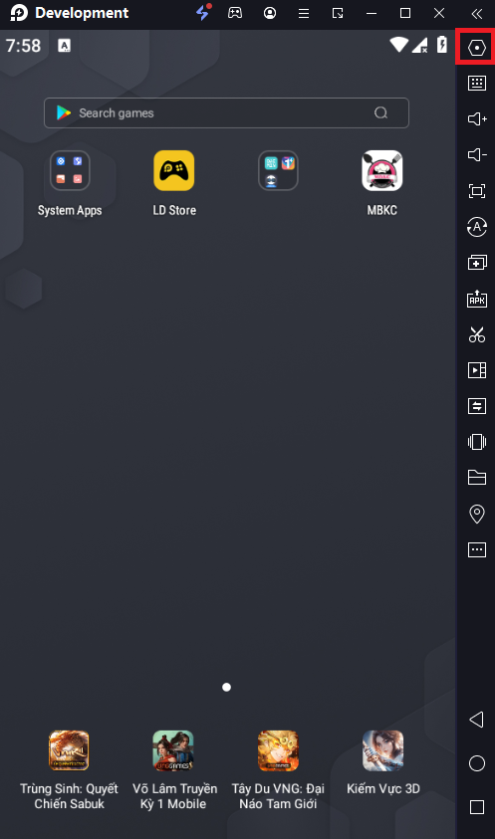 Development
7:58
A
Search games
System Apps
LD Store
MBKC
Trùng Sinh: Quyết
Chiến Sabuk
Võ Lâm Truyền
Kỳ 1 Mobile
Tây Du VNG: Đại
Náo Tam Giới
Kiếm Vực 3D
A
APK